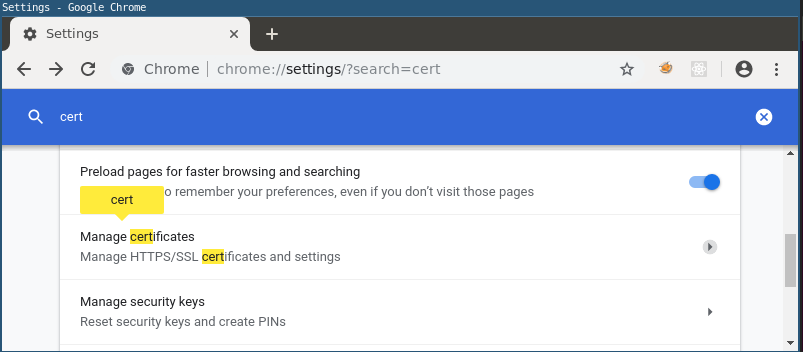 Settings - Google Chrome
Settings
Chrome
chrome://settings/?search=cert
cert
Preload pages for faster browsing and searching
cert
o remember your preferences, even if you don’t visit those pages
Manage certificates
Manage HTTPS/SSL certificates and settings
Manage security keys
Reset security keys and create PINs